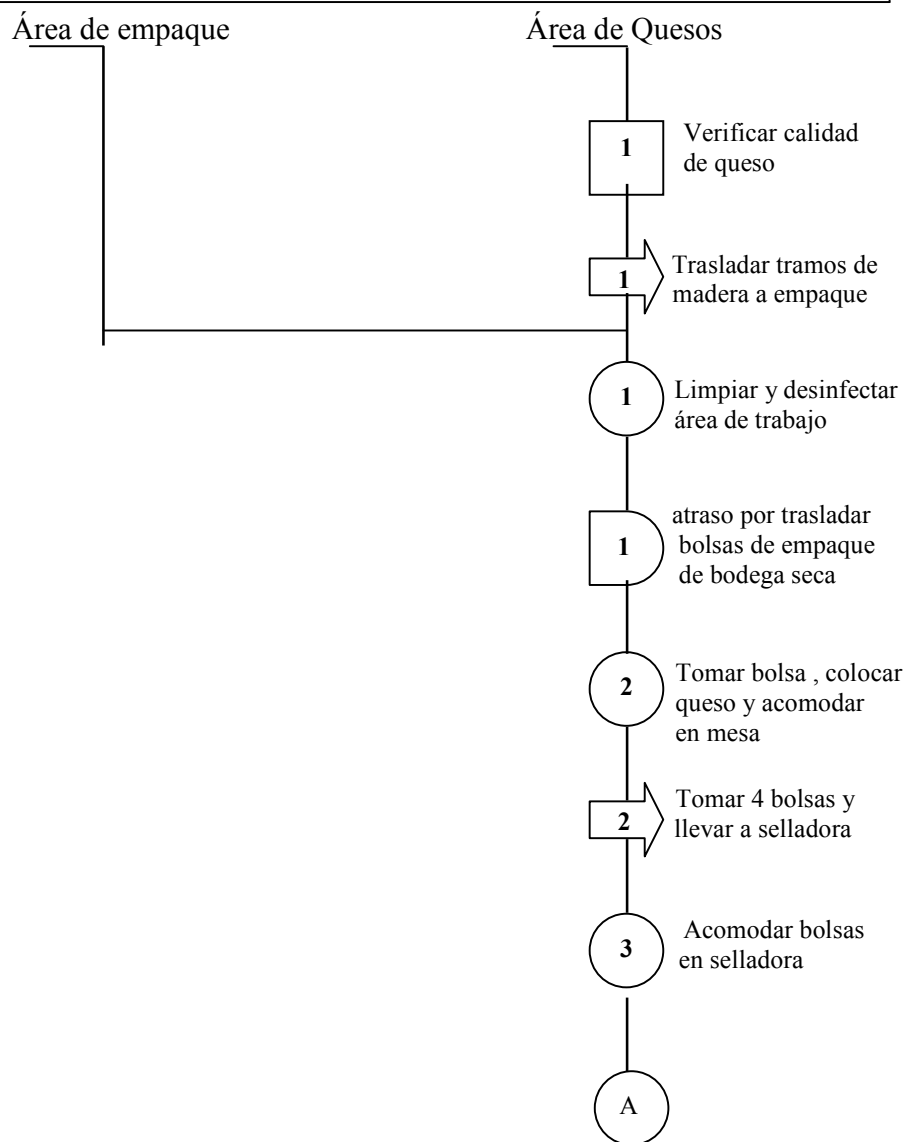 Área de empaque
Área de Quesos
1
Verificar calidad
de queso
1
Trasladar tramos de
madera a empaque
1
Limpiar y desinfectar
área de trabajo
1
atraso por trasladar
bolsas de empaque
de bodega seca
2
Tomar bolsa , colocar
queso y acomodar
en mesa
2
Tomar 4 bolsas y
llevar a selladora
3
Acomodar bolsas
en selladora
A